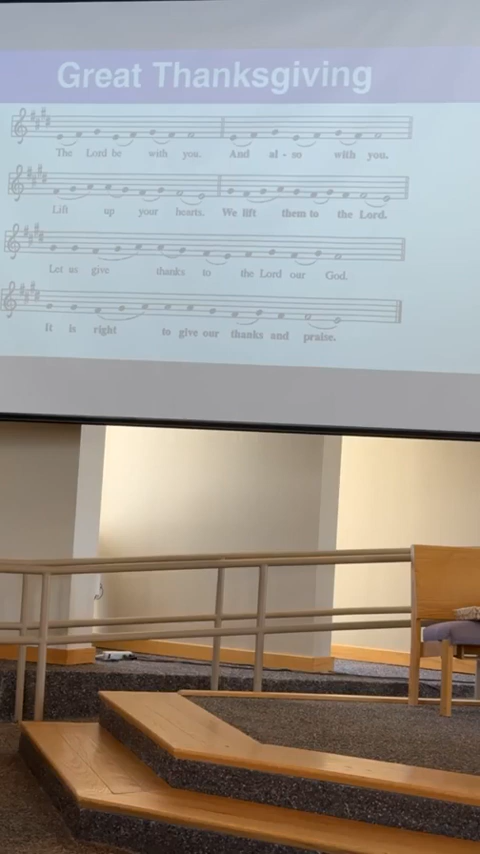 Great Thanksgiving
The Lord be with you. And al - so with you.
Lift up your hearts. We lift them to the Lord.
Let us give thanks to the Lord our God.
It is right to give our thanks and praise.